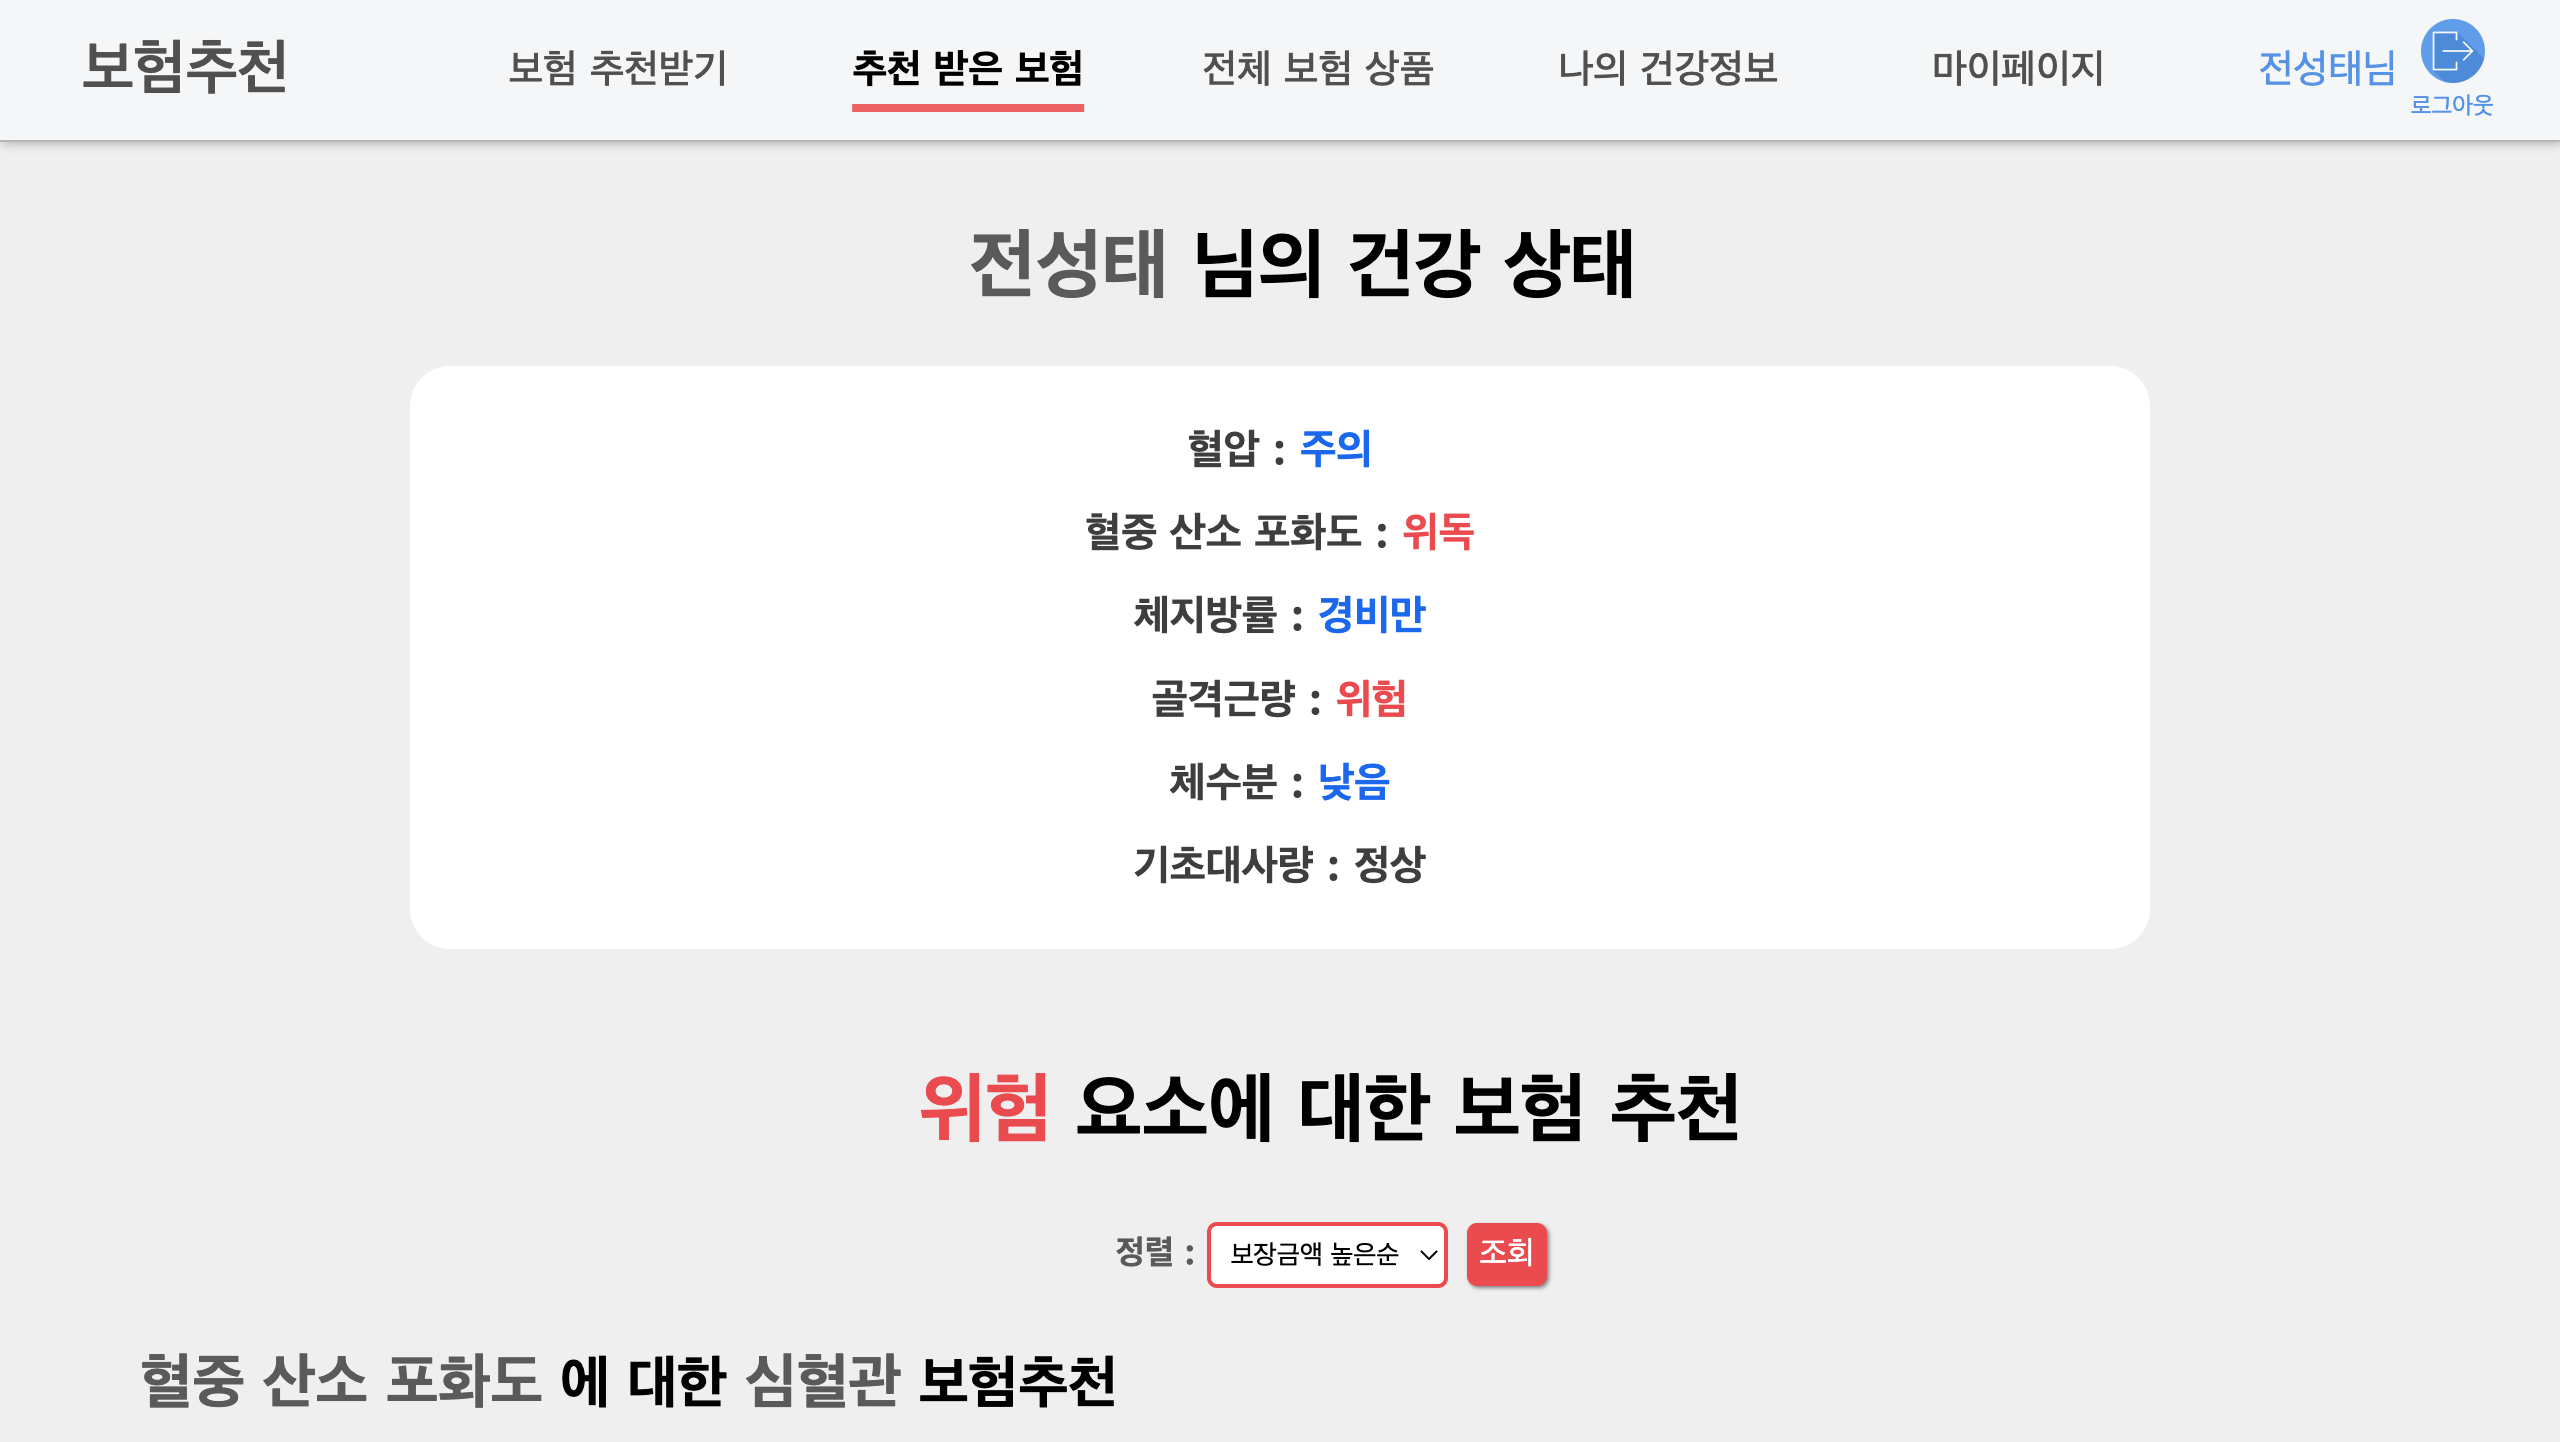 보험추천 보험 추천받기 추천 받은 보험 전체 보험 상품 나의 건강정보 마이페이지 전성태님
로그아웃
전성태 님의 건강 상태
혈압 : 주의
혈중 산소 포화도 : 위독
체지방률 : 경비만
골격근량 : 위험
체수분 : 낮음
기초대사량 : 정상
위험 요소에 대한 보험 추천
정렬 : 보장금액 높은순 조회
혈중 산소 포화도 에 대한 심혈관 보험추천